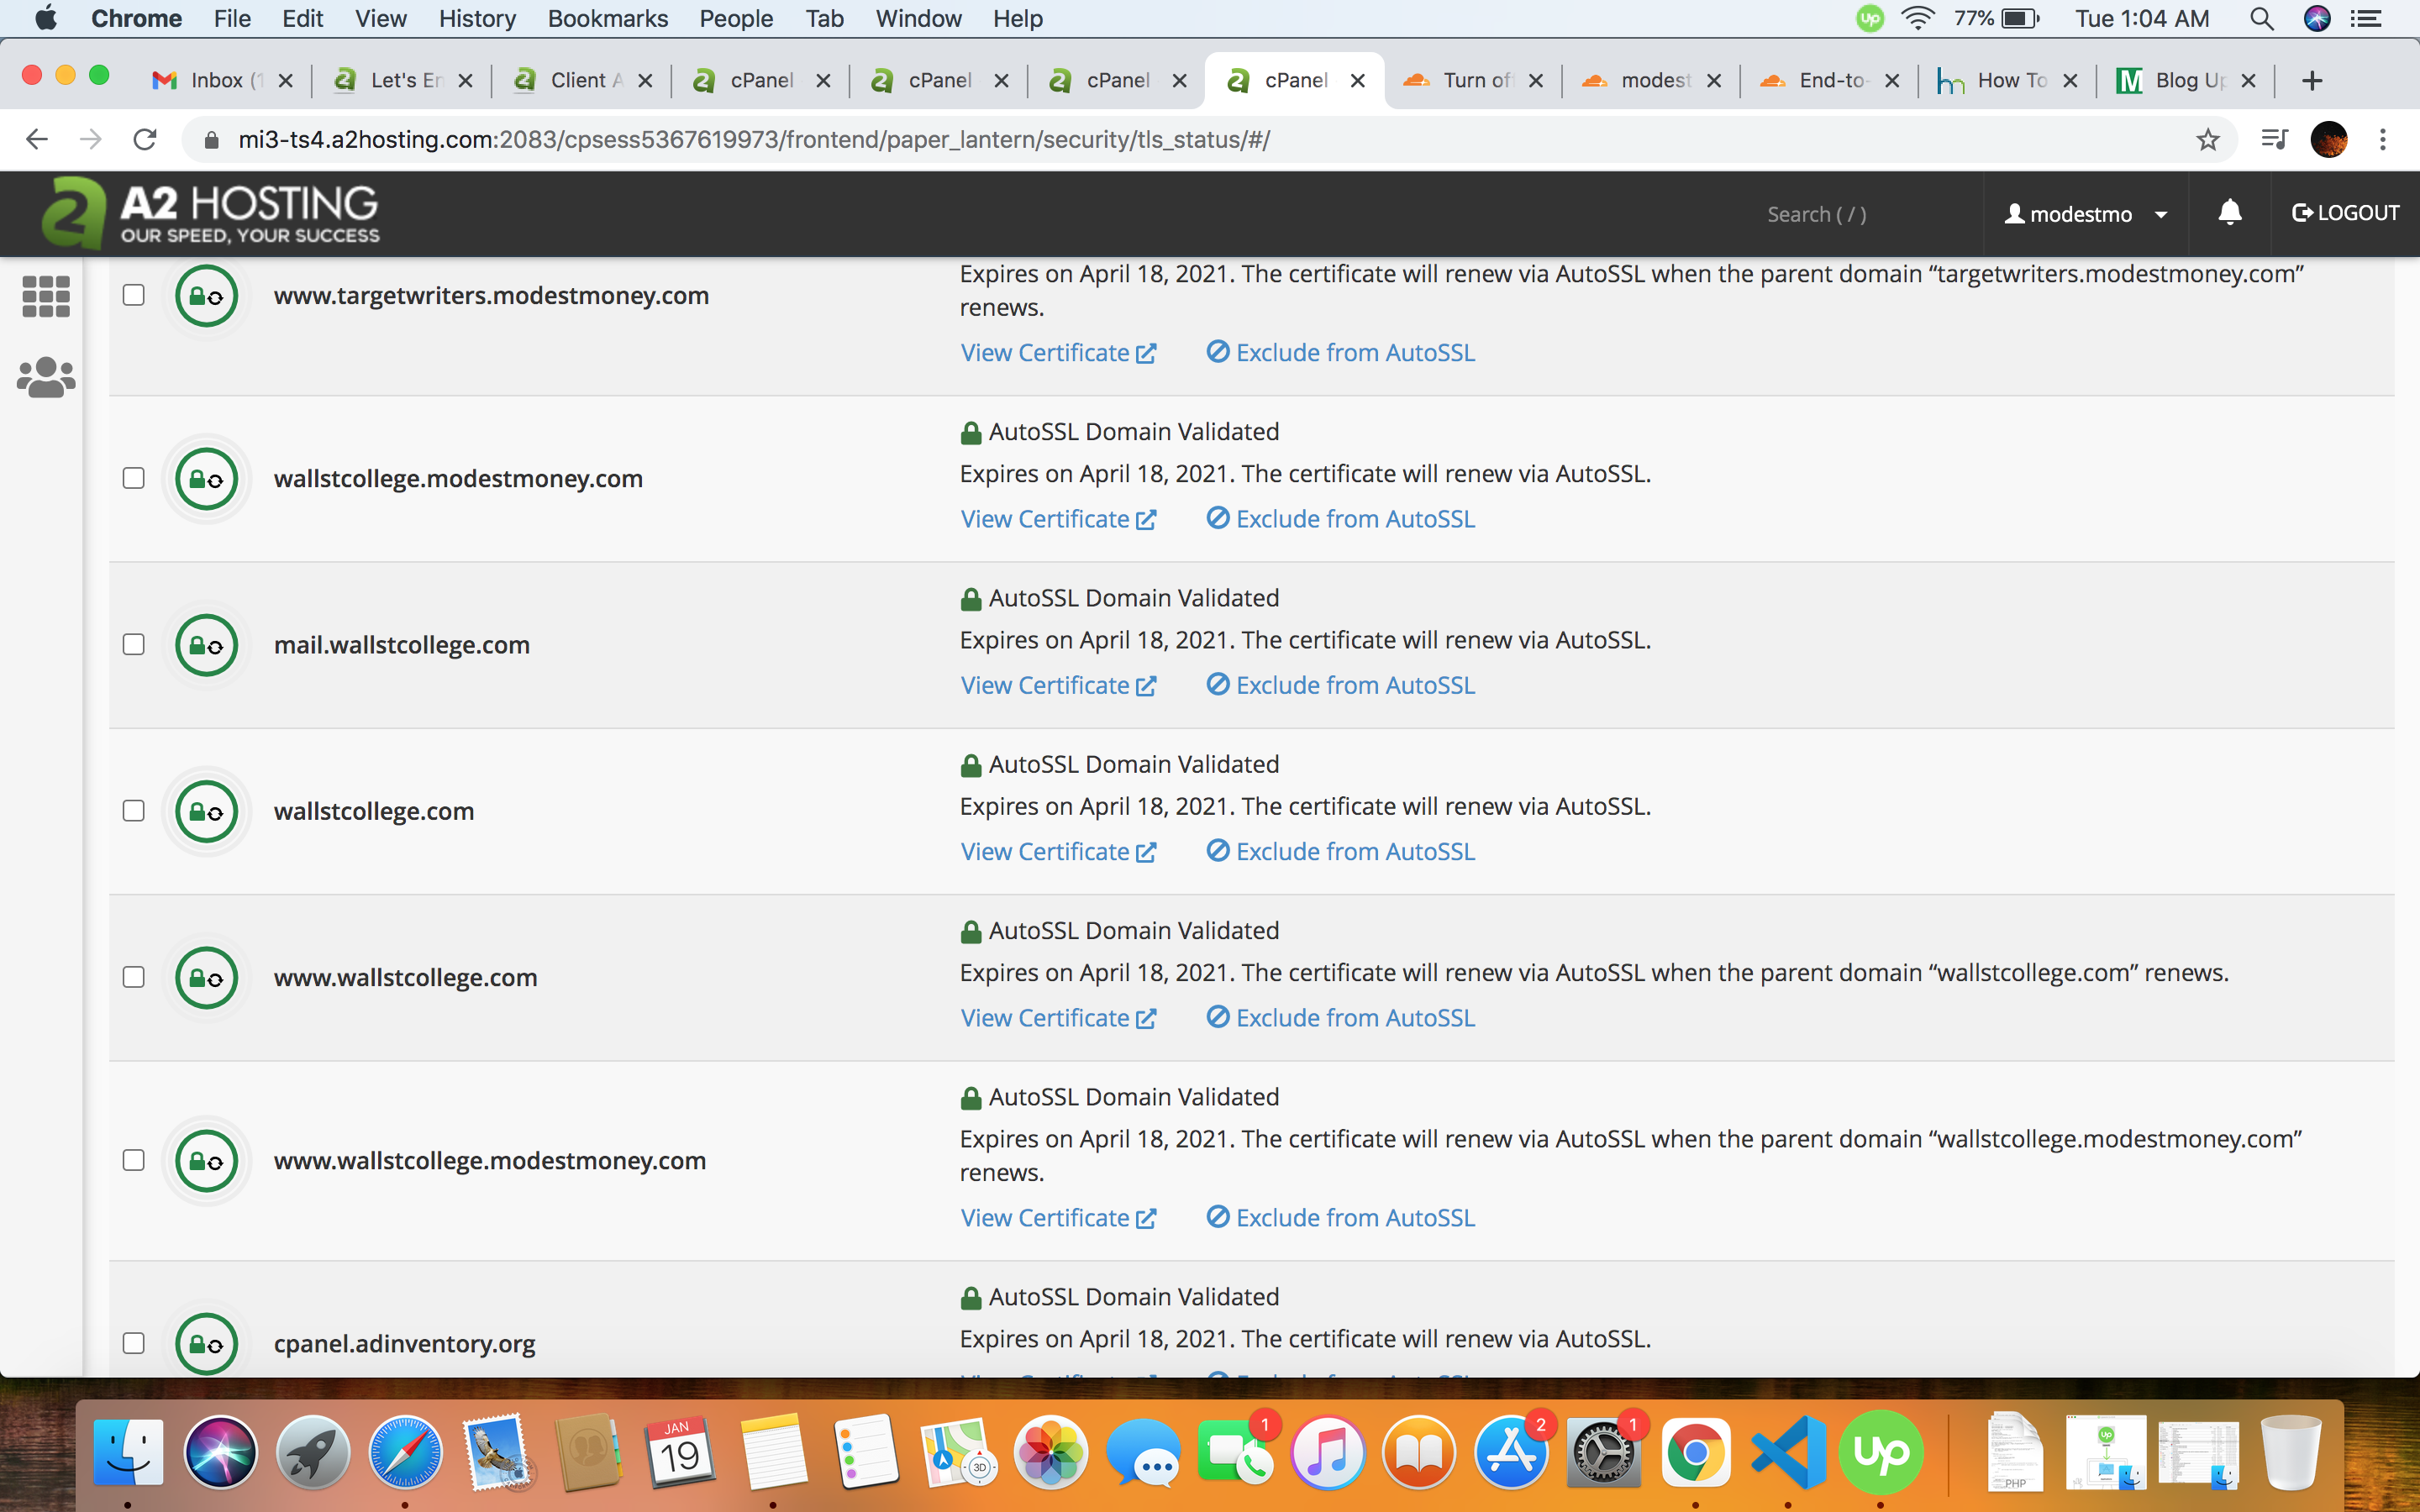 Chrome File Edit View History Bookmarks People Tab Window Help
Up 77% Tue 1:04 AM
Inbox (1 Let's En Client A cPanel cPanel cPanel cPanel Turn of modest End-to- How To Blog Up
mi3-ts4.a2hosting.com:2083/cpsess5367619973/frontend/paper_lantern/security/tls_status/#/
A2 HOSTING
OUR SPEED, YOUR SUCCESS
Search ( / ) modestmo LOGOUT
www.targetwriters.modestmoney.com
Expires on April 18, 2021. The certificate will renew via AutoSSL when the parent domain “targetwriters.modestmoney.com”
renews.
View Certificate Exclude from AutoSSL
wallstcollege.modestmoney.com
AutoSSL Domain Validated
Expires on April 18, 2021. The certificate will renew via AutoSSL.
View Certificate Exclude from AutoSSL
mail.wallstcollege.com
AutoSSL Domain Validated
Expires on April 18, 2021. The certificate will renew via AutoSSL.
View Certificate Exclude from AutoSSL
wallstcollege.com
AutoSSL Domain Validated
Expires on April 18, 2021. The certificate will renew via AutoSSL.
View Certificate Exclude from AutoSSL
www.wallstcollege.com
AutoSSL Domain Validated
Expires on April 18, 2021. The certificate will renew via AutoSSL when the parent domain “wallstcollege.com” renews.
View Certificate Exclude from AutoSSL
www.wallstcollege.modestmoney.com
AutoSSL Domain Validated
Expires on April 18, 2021. The certificate will renew via AutoSSL when the parent domain “wallstcollege.modestmoney.com”
renews.
View Certificate Exclude from AutoSSL
cpanel.adinventory.org
AutoSSL Domain Validated
Expires on April 18, 2021. The certificate will renew via AutoSSL.
JAN
19
3D
1
2
1
Up
PHP